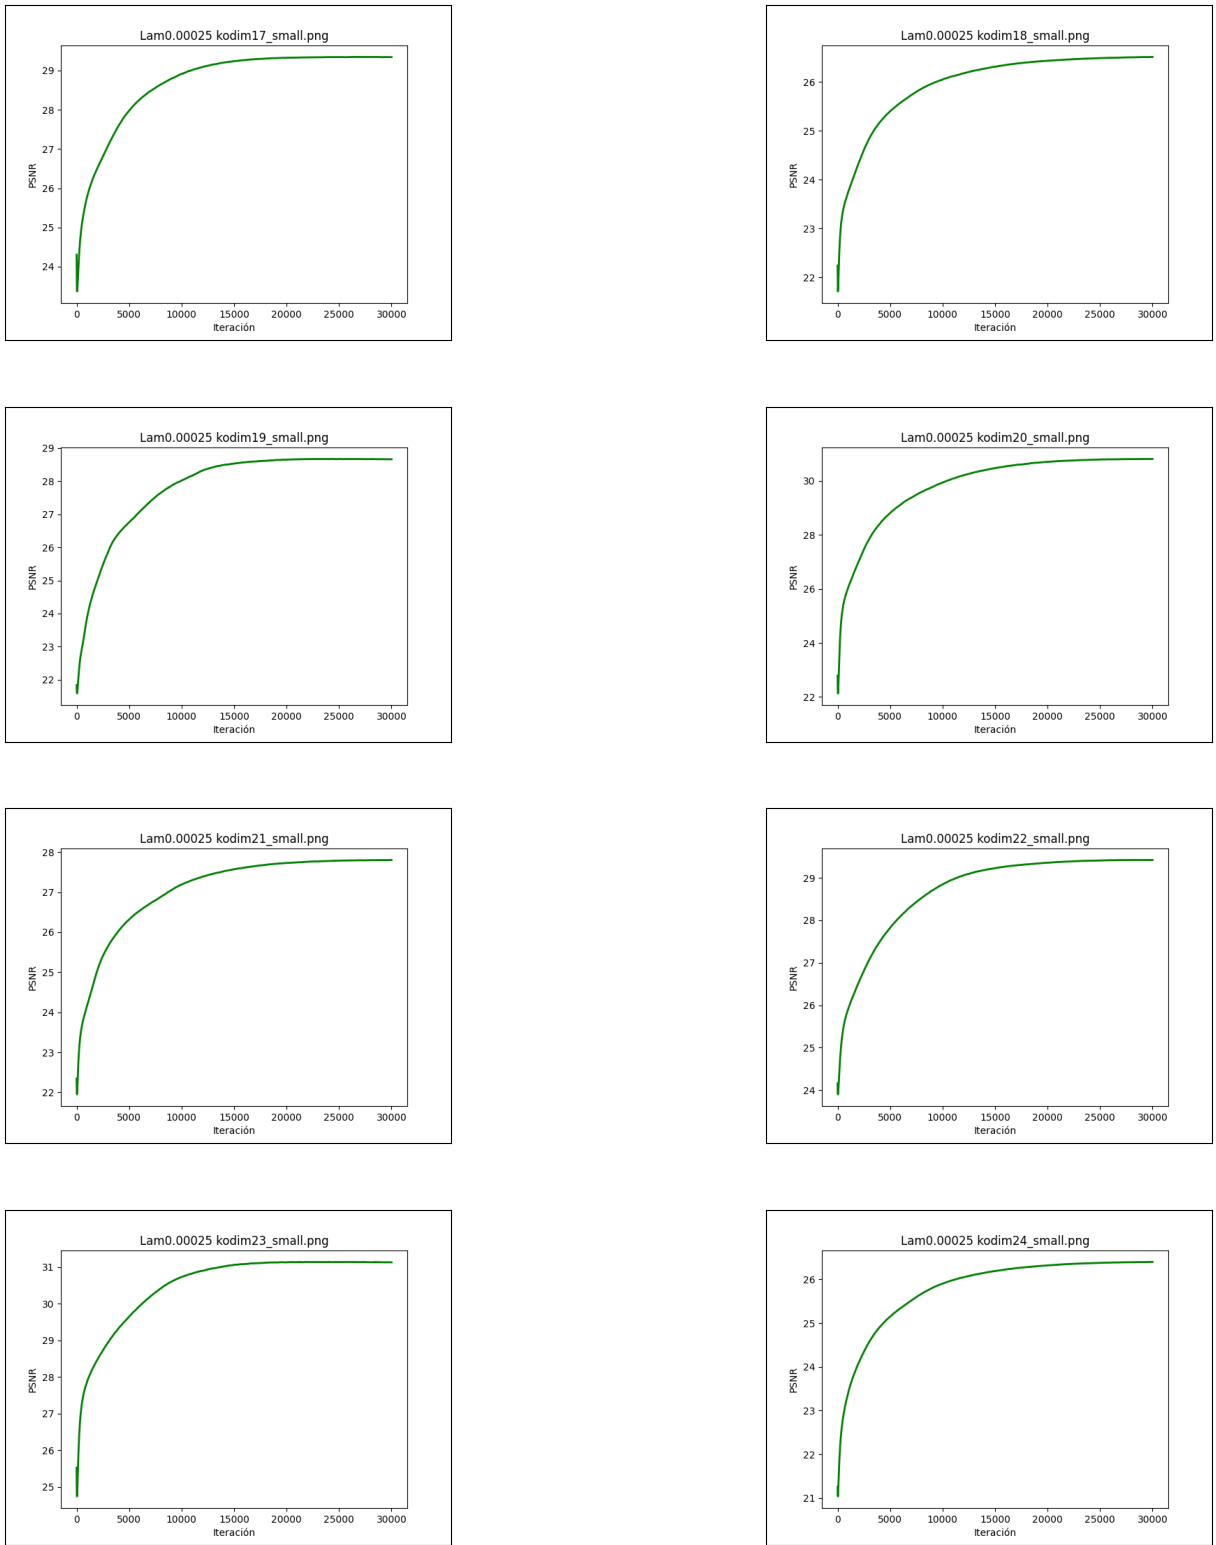 Lam0.00025 kodim17_small.png
29
28
27
26
25
24
PSNR
0 5000 10000 15000 20000 25000 30000
Iteración
Lam0.00025 kodim18_small.png
26
25
24
23
22
PSNR
0 5000 10000 15000 20000 25000 30000
Iteración
Lam0.00025 kodim19_small.png
29
28
27
26
25
24
23
22
PSNR
0 5000 10000 15000 20000 25000 30000
Iteración
Lam0.00025 kodim20_small.png
30
28
26
24
22
PSNR
0 5000 10000 15000 20000 25000 30000
Iteración
Lam0.00025 kodim21_small.png
28
27
26
25
24
23
22
PSNR
0 5000 10000 15000 20000 25000 30000
Iteración
Lam0.00025 kodim22_small.png
29
28
27
26
25
24
PSNR
0 5000 10000 15000 20000 25000 30000
Iteración
Lam0.00025 kodim23_small.png
31
30
29
28
27
26
25
PSNR
0 5000 10000 15000 20000 25000 30000
Iteración
Lam0.00025 kodim24_small.png
26
25
24
23
22
21
PSNR
0 5000 10000 15000 20000 25000 30000
Iteración